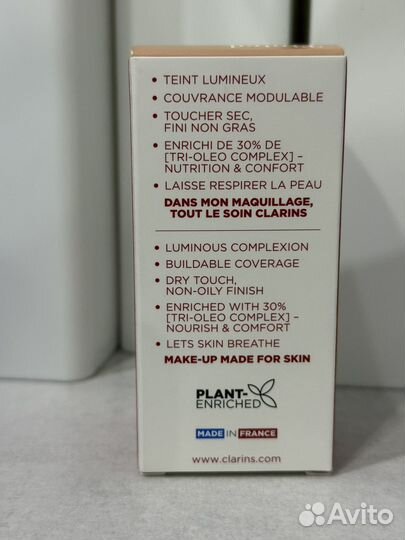 • TEINT LUMINEUX
• COUVRANCE MODULABLE
• TOUCHER SEC,
FINI NON GRAS
• ENRICHI DE 30% DE
[TRI-OLEO COMPLEX] –
NUTRITION & CONFORT
• LAISSE RESPIRER LA PEAU
DANS MON MAQUILLAGE,
TOUT LE SOIN CLARINS
• LUMINOUS COMPLEXION
• BUILDABLE COVERAGE
• DRY TOUCH,
NON-OILY FINISH
• ENRICHED WITH 30%
[TRI-OLEO COMPLEX] –
NOURISH & COMFORT
• LETS SKIN BREATHE
MAKE-UP MADE FOR SKIN
PLANT-
ENRICHED
MADE IN FRANCE
www.clarins.com
Avito